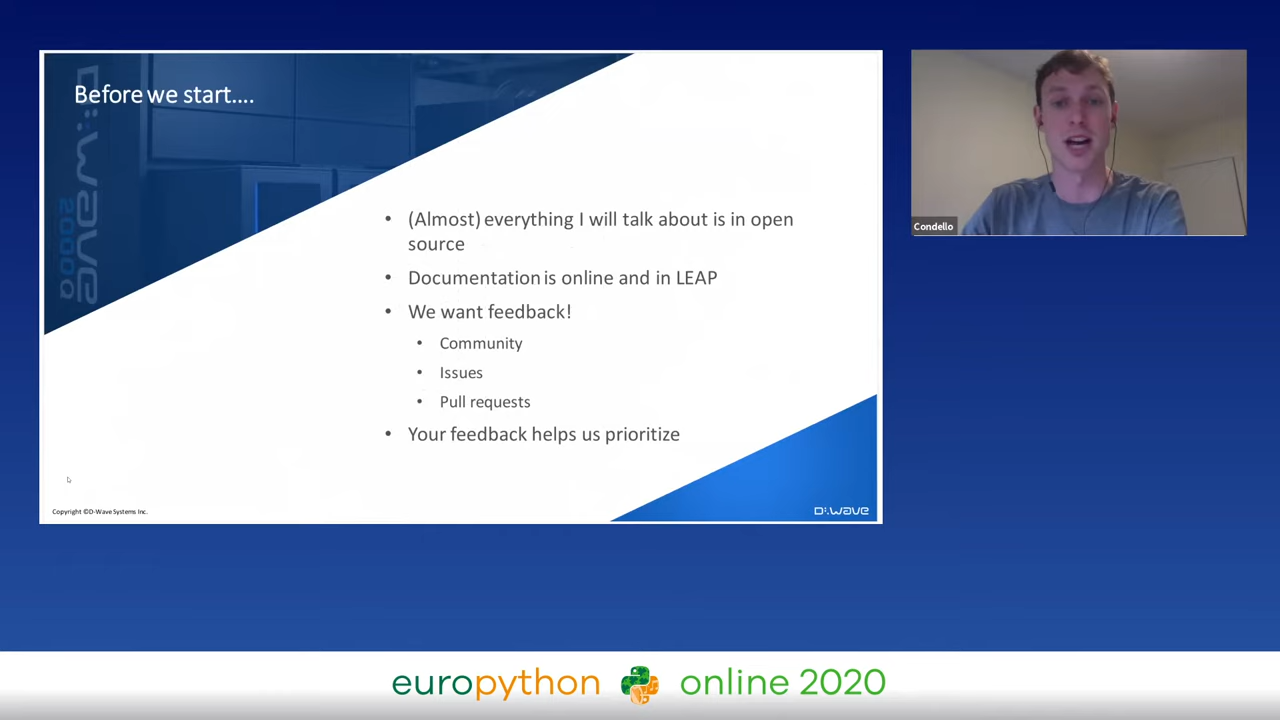 Before we start....
D:wave
2000Q
• (Almost) everything I will talk about is in open
source
• Documentation is online and in LEAP
• We want feedback!
• Community
• Issues
• Pull requests
• Your feedback helps us prioritize
Copyright ©D-Wave Systems Inc.
D:wave
Condello
europython online 2020